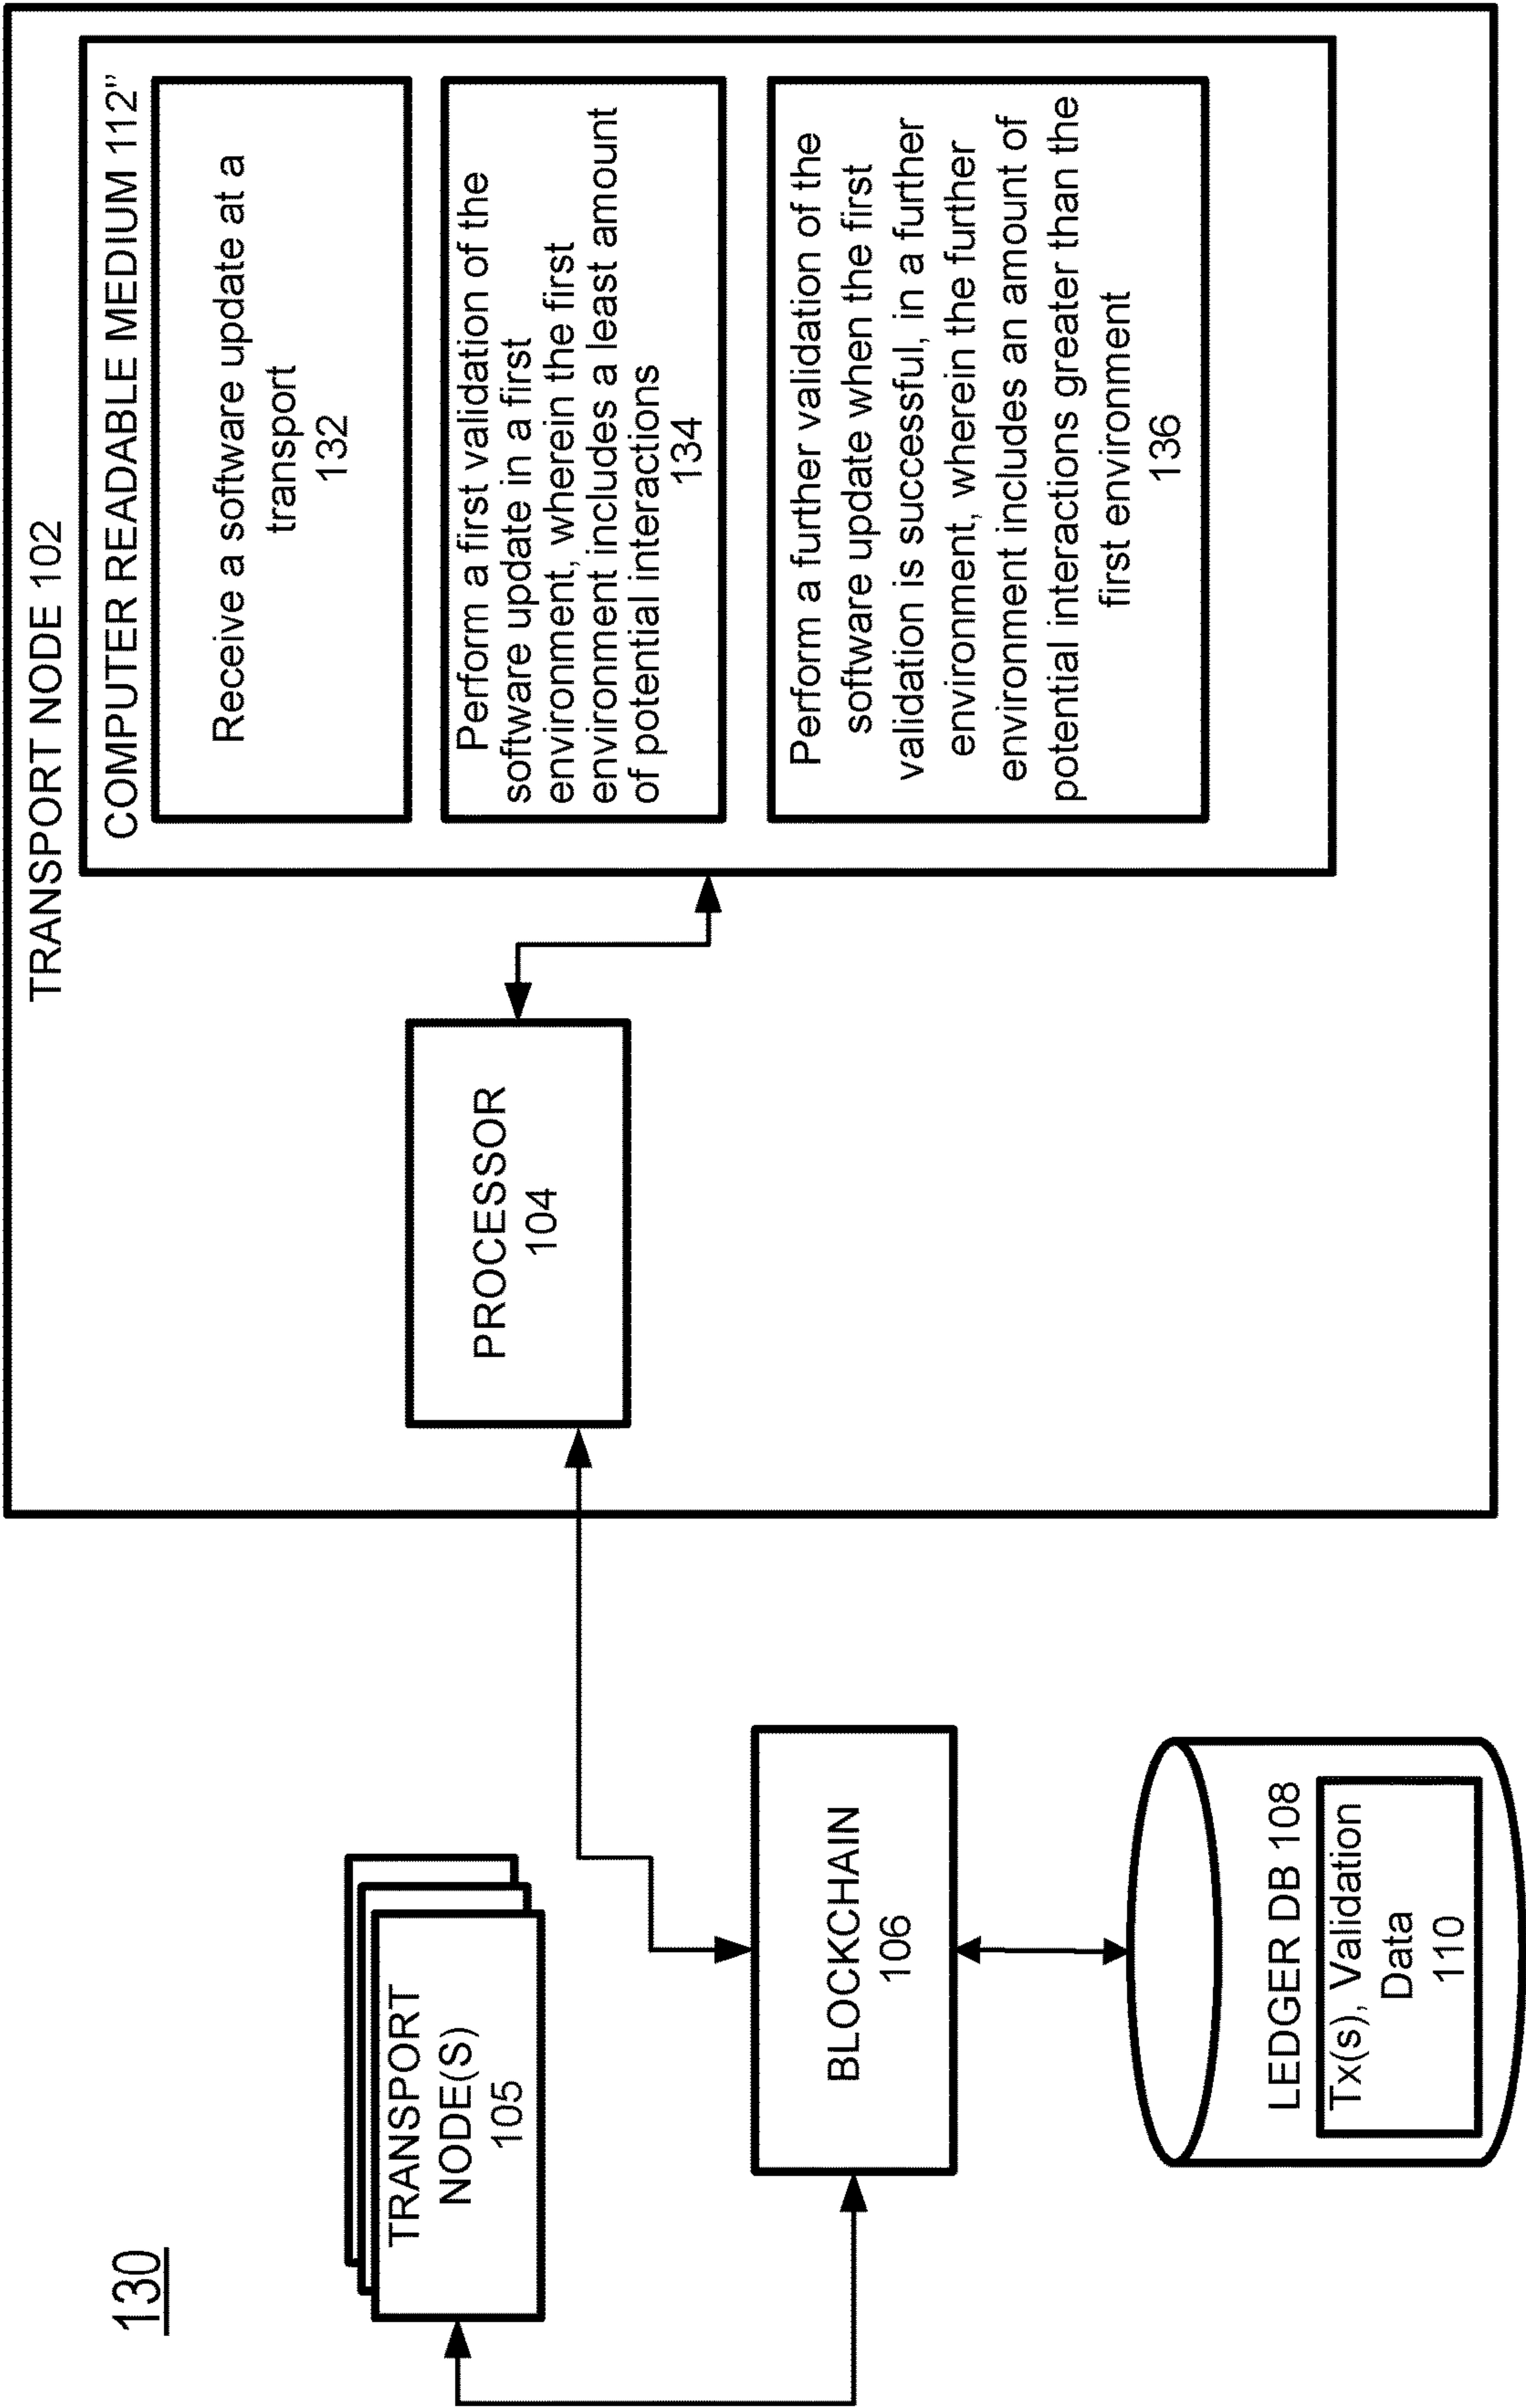 130
TRANSPORT
NODE(S)
105
BLOCKCHAIN
106
LEDGER DB 108
Tx(s), Validation
Data
110
TRANSPORT NODE 102
PROCESSOR
104
COMPUTER READABLE MEDIUM 112”
Receive a software update at a
transport
132
Perform a first validation of the
software update in a first
environment, wherein the first
environment includes a least amount
of potential interactions
134
Perform a further validation of the
software update when the first
validation is successful, in a further
environment, wherein the further
environment includes an amount of
potential interactions greater than the
first environment
136